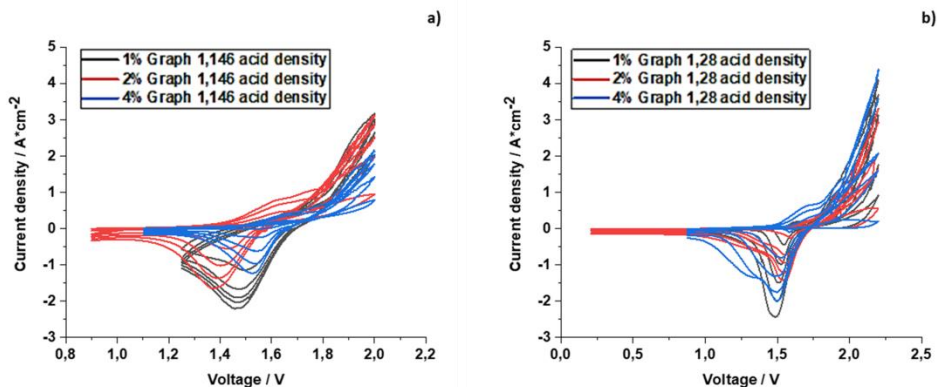 a)
5
4
3
2
1
0
-1
-2
-3
Current density / A*cm-2
1% Graph 1,146 acid density
2% Graph 1,146 acid density
4% Graph 1,146 acid density
0,8 1,0 1,2 1,4 1,6 1,8 2,0 2,2
Voltage / V
b)
5
4
3
2
1
0
-1
-2
-3
Current density / A*cm-2
1% Graph 1,28 acid density
2% Graph 1,28 acid density
4% Graph 1,28 acid density
0,0 0,5 1,0 1,5 2,0 2,5
Voltage / V